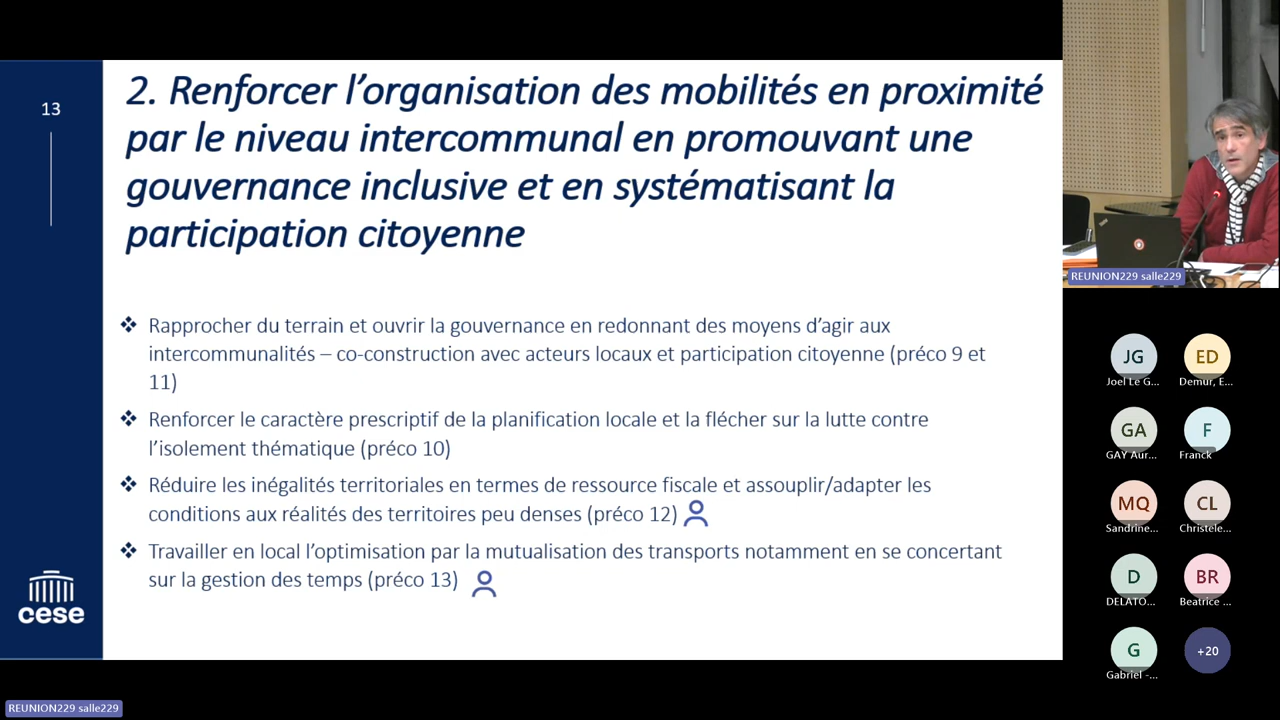 13
2. Renforcer l’organisation des mobilités en proximité
par le niveau intercommunal en promouvant une
gouvernance inclusive et en systématisant la
participation citoyenne
❖ Rapprocher du terrain et ouvrir la gouvernance en redonnant des moyens d’agir aux
intercommunalités – co-construction avec acteurs locaux et participation citoyenne (préco 9 et
11)
❖ Renforcer le caractère prescriptif de la planification locale et la flécher sur la lutte contre
l’isolement thématique (préco 10)
❖ Réduire les inégalités territoriales en termes de ressource fiscale et assouplir/adapter les
conditions aux réalités des territoires peu denses (préco 12)
❖ Travailler en local l’optimisation par la mutualisation des transports notamment en se concertant
sur la gestion des temps (préco 13)
cese
REUNION229 salle229
REUNION229 salle229
JG
Joel Le G...
ED
Demur, E...
GA
GAY Aur...
F
Franck
MQ
Sandrine...
CL
Christele...
D
DELATO...
BR
Beatrice ...
G
Gabriel -...
+20